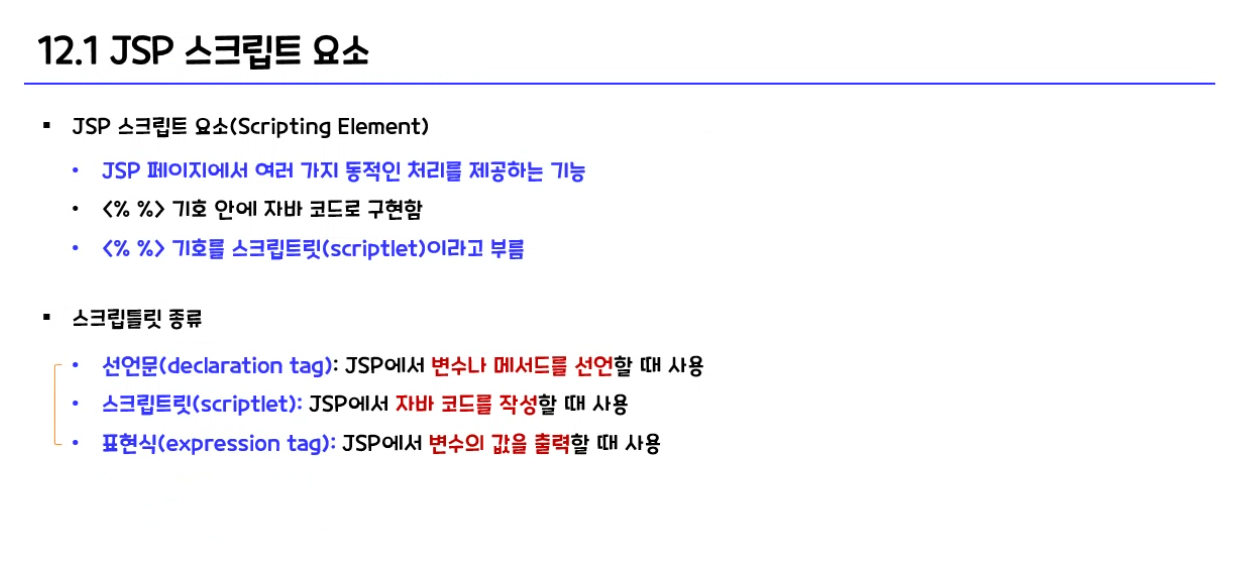 12.1 JSP 스크립트 요소
▪ JSP 스크립트 요소(Scripting Element)
• JSP 페이지에서 여러 가지 동적인 처리를 제공하는 기능
• <% %> 기호 안에 자바 코드로 구현함
• <% %> 기호를 스크립트릿(scriptlet)이라고 부름
▪ 스크립틀릿 종류
• 선언문(declaration tag): JSP에서 변수나 메서드를 선언할 때 사용
• 스크립트릿(scriptlet): JSP에서 자바 코드를 작성할 때 사용
• 표현식(expression tag): JSP에서 변수의 값을 출력할 때 사용